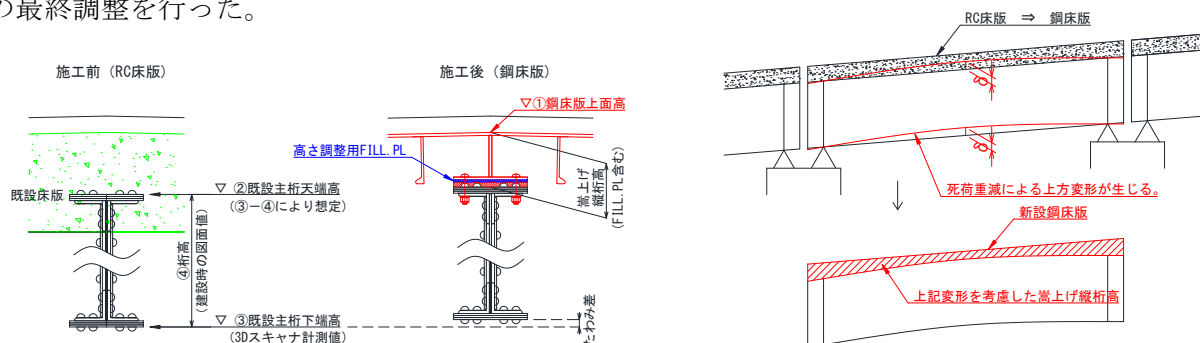 の最終調整を行った。
施工前（RC床版）
既設床版
▽ ②既設主桁天端高
(③－④により想定)
④桁高
(建設時の図面値)
▽ ③既設主桁下端高
(3Dスキャナ計測値)
施工後（鋼床版）
▽①鋼床版上面高
高さ調整用FILL.PL
嵩上げ
縦桁高
(FILL.PL含む)
たわみ差
RC床版 ⇒ 鋼床版
δ
δ
死荷重減による上方変形が生じる。
新設鋼床版
上記変形を考慮した嵩上げ縦桁高